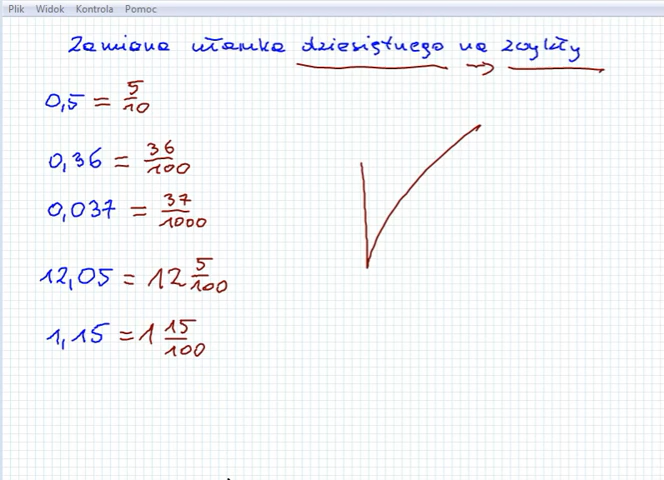 Plik Widok Kontrola Pomoc
Zamiana ułamka dziesiętnego na zwykły
0,5 = 5/10
0,36 = 36/100
0,037 = 37/1000
12,05 = 12 5/100
1,15 = 1 15/100